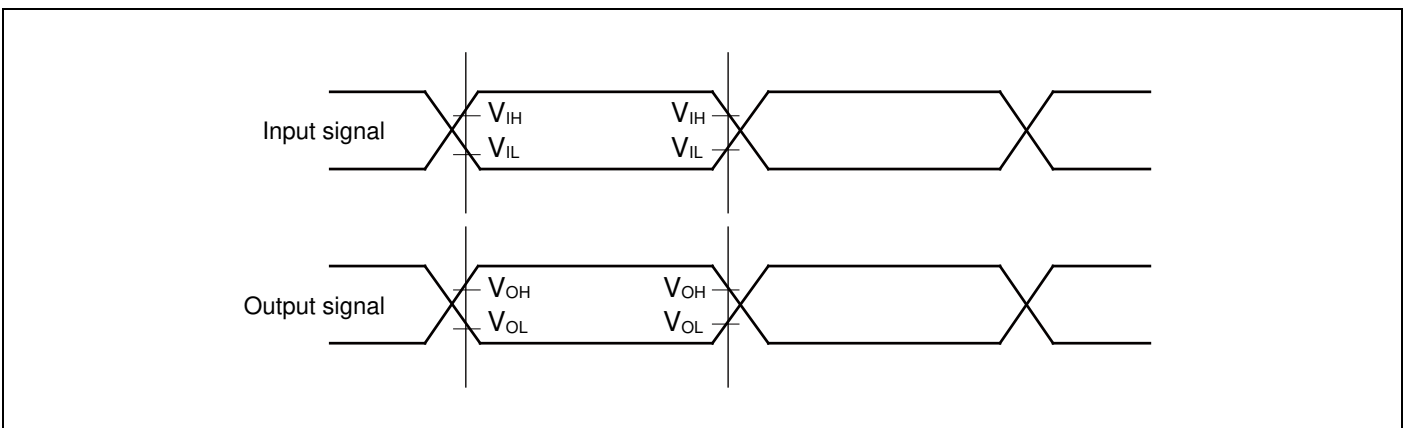 VIH VIH
Input signal
VIL VIL
VOH VOH
Output signal
VOL VOL